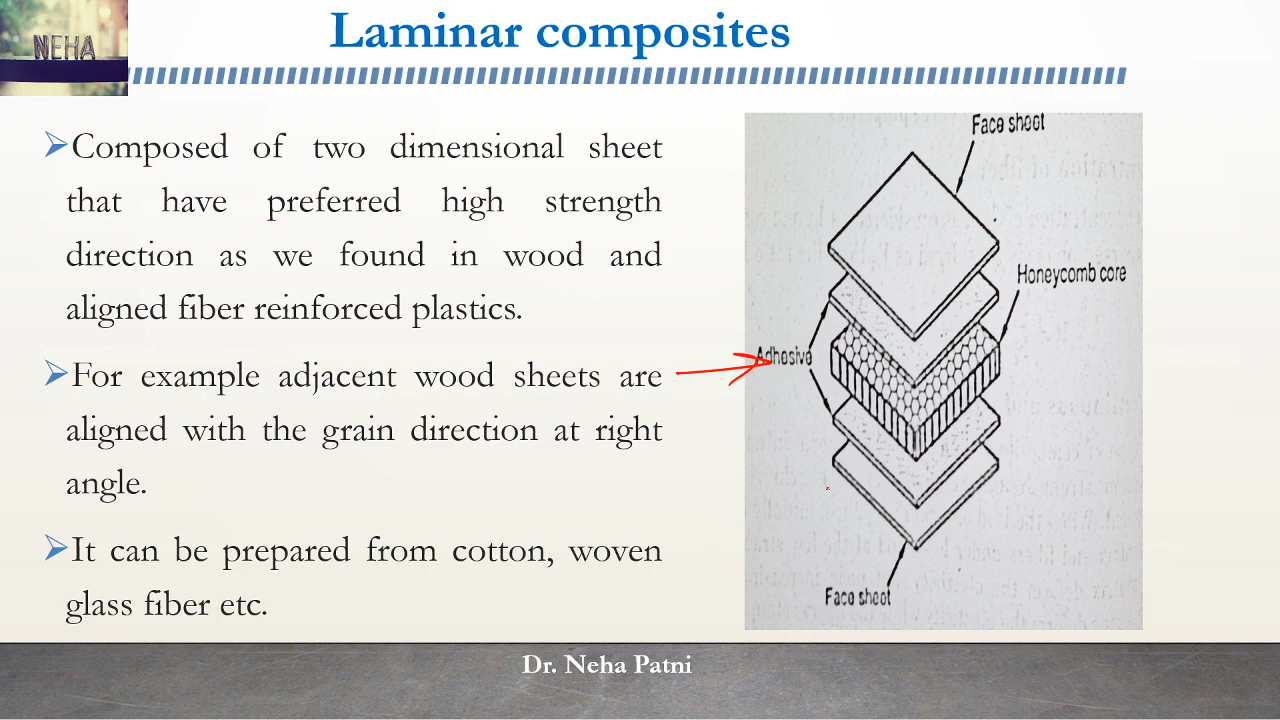 NEHA
Laminar composites
Composed of two dimensional sheet
that have preferred high strength
direction as we found in wood and
aligned fiber reinforced plastics.
For example adjacent wood sheets are
aligned with the grain direction at right
angle.
It can be prepared from cotton, woven
glass fiber etc.
Face sheet
Honeycomb core
Adhesive
Face sheet
Dr. Neha Patni